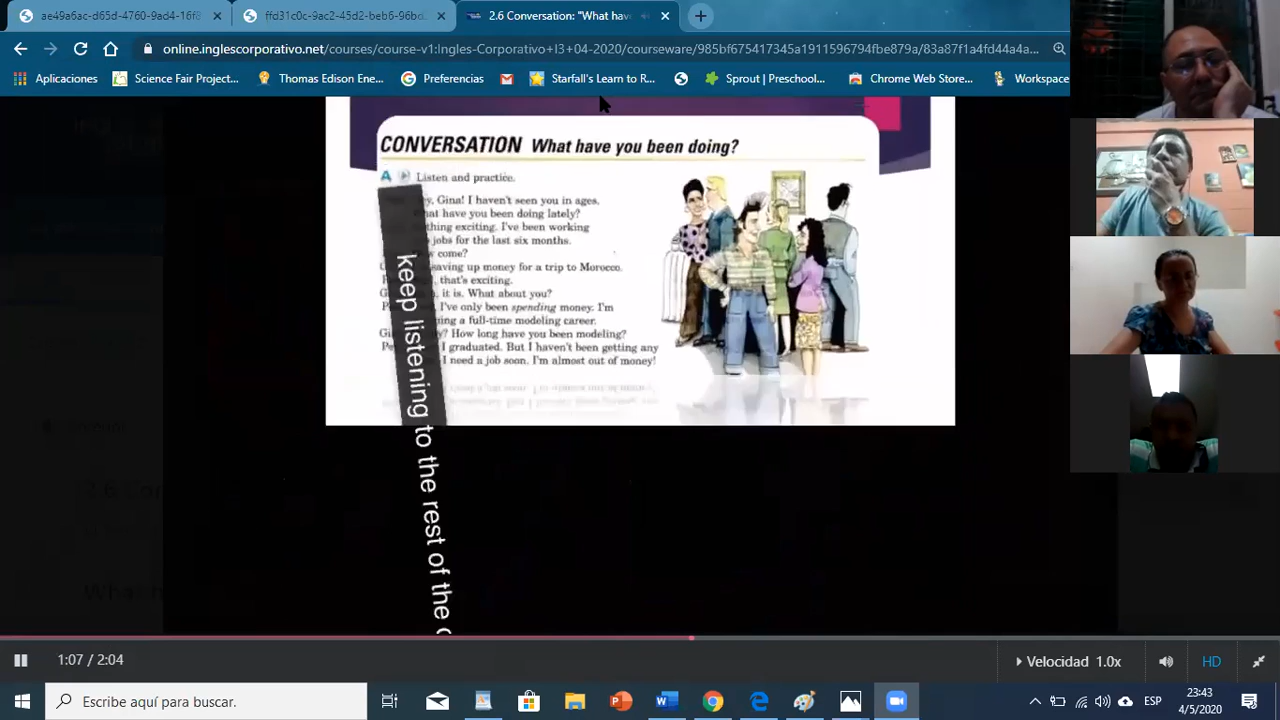 ae49a6ac-d65d-4760-9ad4-16f8
ffd31c0c-9ac2-45d2-beb6-96bd
2.6 Conversation: "What hav
online.inglescorporativo.net/courses/course-v1:Ingles-Corporativo+I3+04-2020/courseware/985bf675417345a1911596794fbe879a/83a87f1a4fd44a4a...
Aplicaciones
Science Fair Project...
Thomas Edison Ene...
Preferencias
Starfall's Learn to R...
Sprout | Preschool...
Chrome Web Store...
Workspace
CONVERSATION What have you been doing?
A Listen and practice.
y, Gina! I haven't seen you in ages.
at have you been doing lately?
thing exciting. I've been working
jobs for the last six months.
come?
saving up money for a trip to Morocco.
, that's exciting.
, it is. What about you?
, I've only been spending money. I'm
ing a full-time modeling career.
? How long have you been modeling?
I graduated. But I haven't been getting any
I need a job soon. I'm almost out of money!
keep listening to the rest of the
1:07 / 2:04
Velocidad 1.0x
HD
Escribe aquí para buscar.
ESP
23:43
4/5/2020